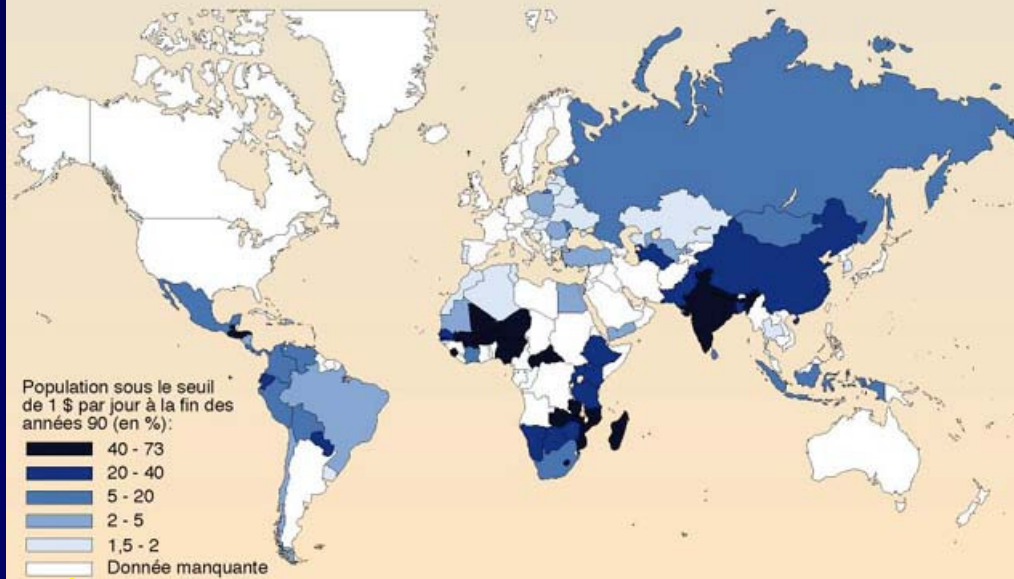 Population sous le seuil
de 1 $ par jour à la fin des
années 90 (en %):
40 - 73
20 - 40
5 - 20
2 - 5
1,5 - 2
Donnée manquante